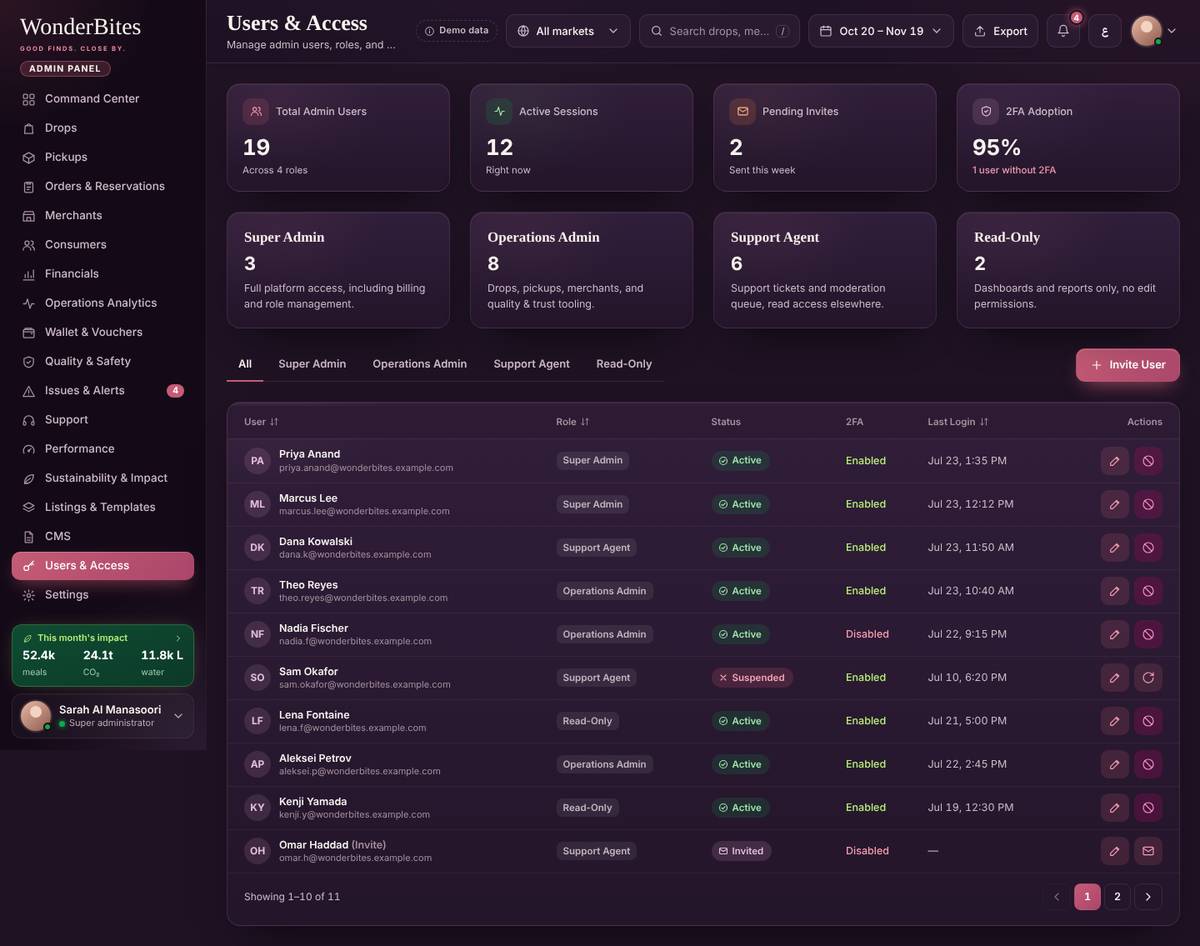 WonderBites
GOOD FINDS. CLOSE BY.
ADMIN PANEL
Command Center
Drops
Pickups
Orders & Reservations
Merchants
Consumers
Financials
Operations Analytics
Wallet & Vouchers
Quality & Safety
Issues & Alerts 4
Support
Performance
Sustainability & Impact
Listings & Templates
CMS
Users & Access
Settings
This month's impact
52.4k 24.1t 11.8k L
meals CO₂ water
Sarah Al Manasoori
Super administrator
Users & Access
Manage admin users, roles, and ...
Demo data
All markets
Search drops, me... /
Oct 20 – Nov 19
Export
4
ع
Total Admin Users
19
Across 4 roles
Active Sessions
12
Right now
Pending Invites
2
Sent this week
2FA Adoption
95%
1 user without 2FA
Super Admin
3
Full platform access, including billing
and role management.
Operations Admin
8
Drops, pickups, merchants, and
quality & trust tooling.
Support Agent
6
Support tickets and moderation
queue, read access elsewhere.
Read-Only
2
Dashboards and reports only, no edit
permissions.
All Super Admin Operations Admin Support Agent Read-Only
Invite User
User Role Status 2FA Last Login Actions
PA Priya Anand Super Admin Active Enabled Jul 23, 1:35 PM
priya.anand@wonderbites.example.com
ML Marcus Lee Super Admin Active Enabled Jul 23, 12:12 PM
marcus.lee@wonderbites.example.com
DK Dana Kowalski Support Agent Active Enabled Jul 23, 11:50 AM
dana.k@wonderbites.example.com
TR Theo Reyes Operations Admin Active Enabled Jul 23, 10:40 AM
theo.reyes@wonderbites.example.com
NF Nadia Fischer Operations Admin Active Disabled Jul 22, 9:15 PM
nadia.f@wonderbites.example.com
SO Sam Okafor Support Agent Suspended Enabled Jul 10, 6:20 PM
sam.okafor@wonderbites.example.com
LF Lena Fontaine Read-Only Active Enabled Jul 21, 5:00 PM
lena.f@wonderbites.example.com
AP Aleksei Petrov Operations Admin Active Enabled Jul 22, 2:45 PM
aleksei.p@wonderbites.example.com
KY Kenji Yamada Read-Only Active Enabled Jul 19, 12:30 PM
kenji.y@wonderbites.example.com
OH Omar Haddad (Invite) Support Agent Invited Disabled —
omar.h@wonderbites.example.com
Showing 1–10 of 11
1 2